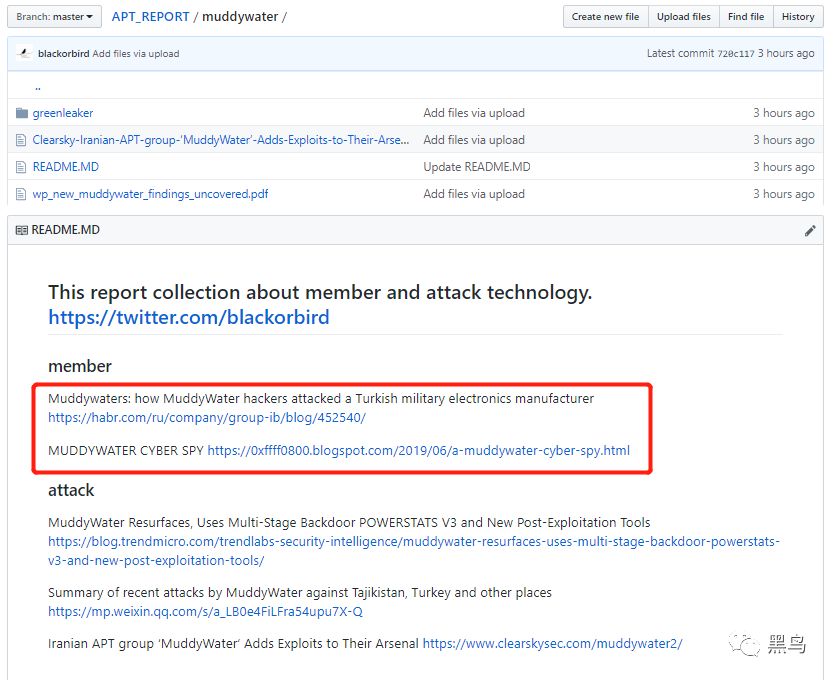 Branch: master
APT_REPORT / muddywater /
Create new file
Upload files
Find file
History
blackorbird Add files via upload
Latest commit 720c117 3 hours ago
..
greenleaker
Add files via upload
3 hours ago
Clearsky-Iranian-APT-group-‘MuddyWater’-Adds-Exploits-to-Their-Arse...
Add files via upload
3 hours ago
README.MD
Update README.MD
3 hours ago
wp_new_muddywater_findings_uncovered.pdf
Add files via upload
3 hours ago
README.MD
This report collection about member and attack technology.
https://twitter.com/blackorbird
member
Muddywaters: how MuddyWater hackers attacked a Turkish military electronics manufacturer
https://habr.com/ru/company/group-ib/blog/452540/
MUDDYWATER CYBER SPY https://0xffff0800.blogspot.com/2019/06/a-muddywater-cyber-spy.html
attack
MuddyWater Resurfaces, Uses Multi-Stage Backdoor POWERSTATS V3 and New Post-Exploitation Tools
https://blog.trendmicro.com/trendlabs-security-intelligence/muddywater-resurfaces-uses-multi-stage-backdoor-powerstats-
v3-and-new-post-exploitation-tools/
Summary of recent attacks by MuddyWater against Tajikistan, Turkey and other places
https://mp.weixin.qq.com/s/a_LB0e4FiLFra54upu7X-Q
Iranian APT group ‘MuddyWater’ Adds Exploits to Their Arsenal https://www.clearskysec.com/muddywater2/
黑鸟